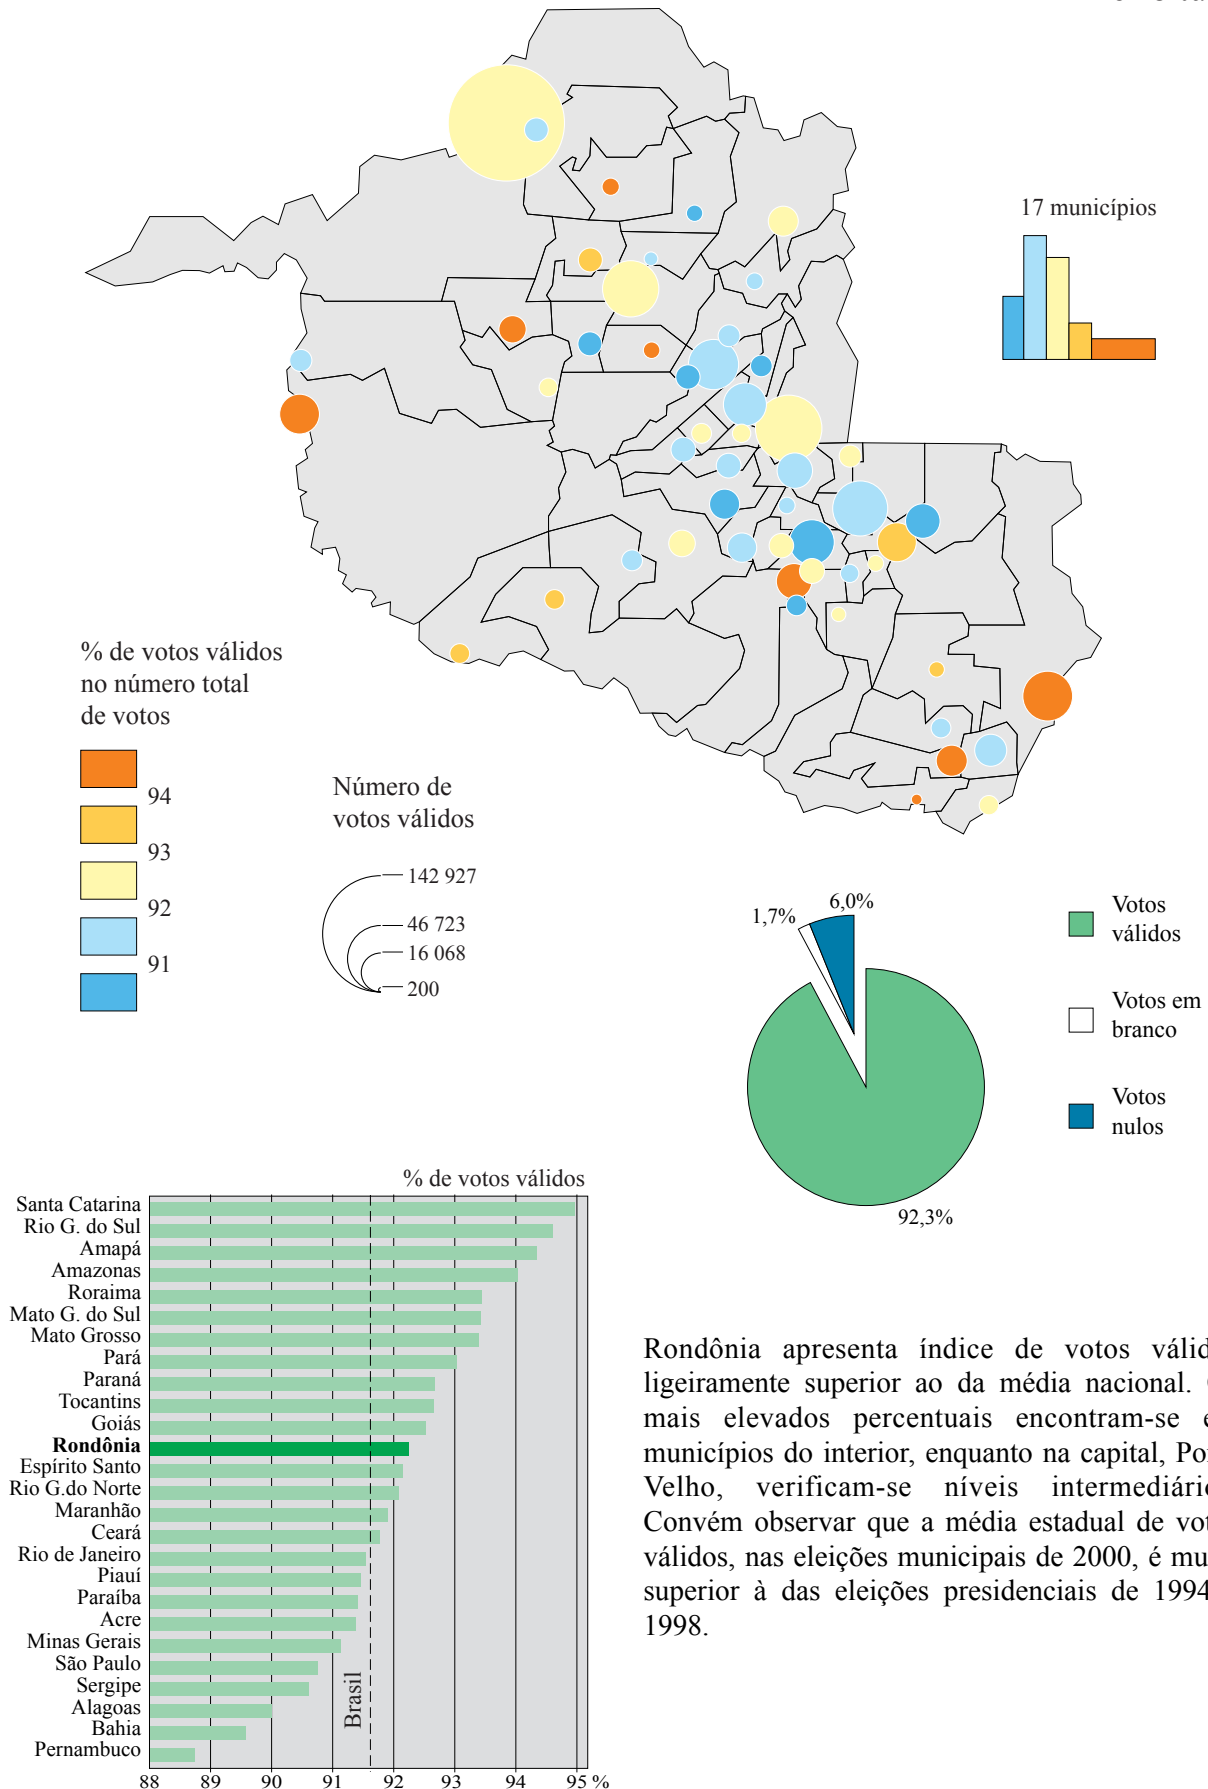 17 municípios
% de votos válidos
no número total
de votos
94
93
92
91
Número de
votos válidos
142 927
46 723
16 068
200
1,7%
6,0%
92,3%
Votos
válidos
Votos em
branco
Votos
nulos
% de votos válidos
Santa Catarina
Rio G. do Sul
Amapá
Amazonas
Roraima
Mato G. do Sul
Mato Grosso
Pará
Paraná
Tocantins
Goiás
Rondônia
Espírito Santo
Rio G.do Norte
Maranhão
Ceará
Rio de Janeiro
Piauí
Paraíba
Acre
Minas Gerais
São Paulo
Sergipe
Alagoas
Bahia
Pernambuco
Brasil
88 89 90 91 92 93 94 95 %
Rondônia apresenta índice de votos válid
ligeiramente superior ao da média nacional.
mais elevados percentuais encontram-se e
municípios do interior, enquanto na capital, Por
Velho, verificam-se níveis intermediário
Convém observar que a média estadual de vot
válidos, nas eleições municipais de 2000, é mu
superior à das eleições presidenciais de 1994
1998.